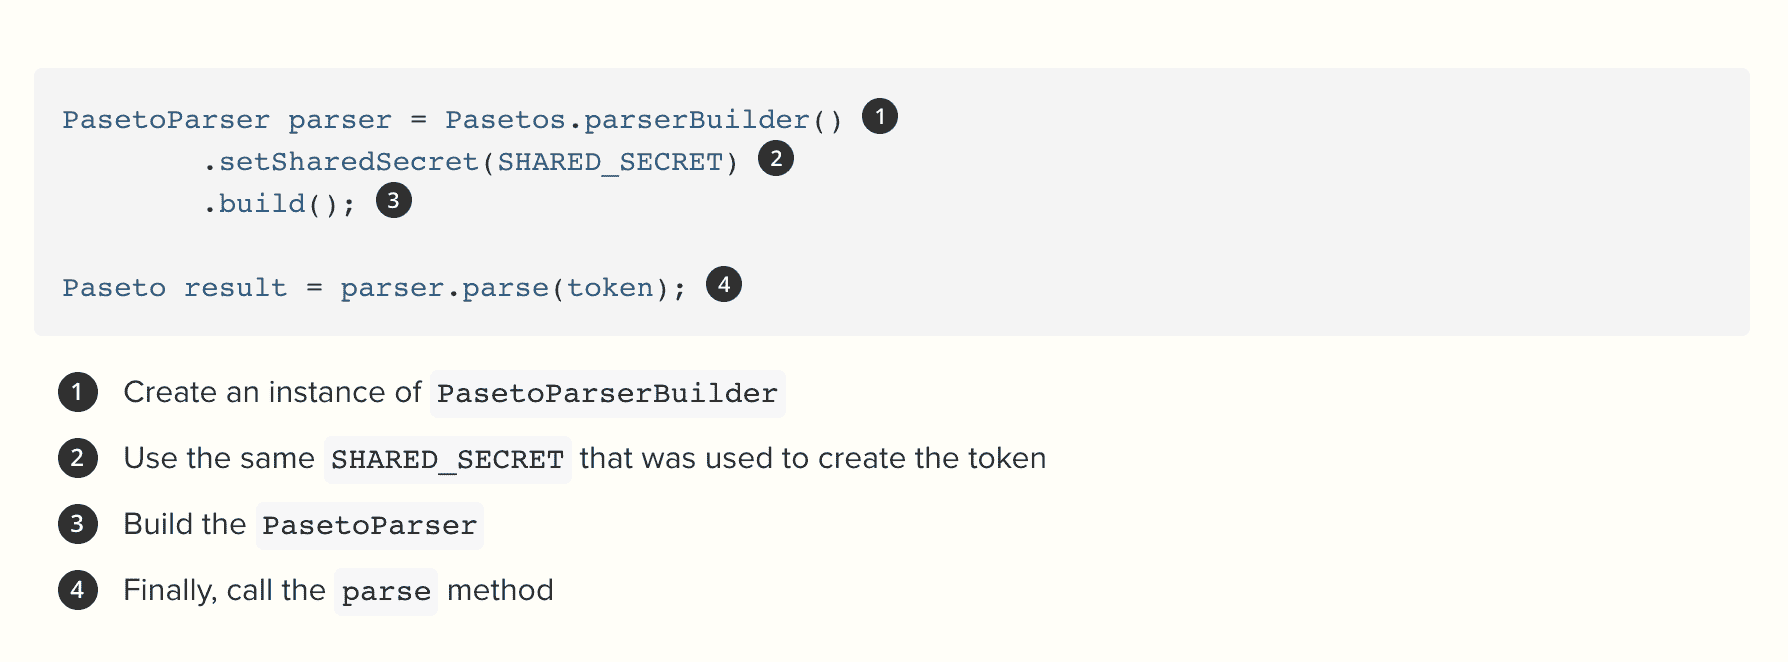 PasetoParser parser = Pasetos.parserBuilder() 1
.setSharedSecret(SHARED_SECRET) 2
.build(); 3
Paseto result = parser.parse(token); 4
1 Create an instance of PasetoParserBuilder
2 Use the same SHARED_SECRET that was used to create the token
3 Build the PasetoParser
4 Finally, call the parse method